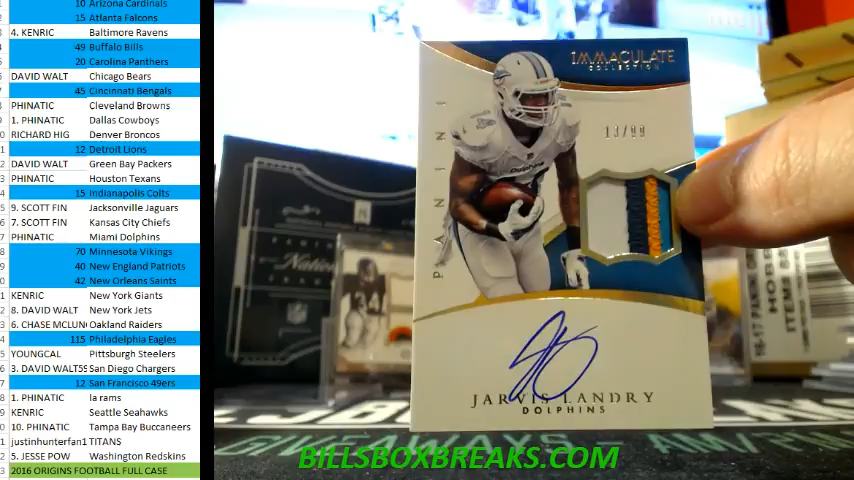 10 Arizona Cardinals
15 Atlanta Falcons
4. KENRIC Baltimore Ravens
49 Buffalo Bills
20 Carolina Panthers
DAVID WALT Chicago Bears
45 Cincinnati Bengals
PHINATIC Cleveland Browns
1. PHINATIC Dallas Cowboys
RICHARD HIG Denver Broncos
12 Detroit Lions
DAVID WALT Green Bay Packers
PHINATIC Houston Texans
15 Indianapolis Colts
9. SCOTT FIN Jacksonville Jaguars
7. SCOTT FIN Kansas City Chiefs
PHINATIC Miami Dolphins
70 Minnesota Vikings
40 New England Patriots
42 New Orleans Saints
KENRIC New York Giants
8. DAVID WALT New York Jets
6. CHASE MCLUN Oakland Raiders
115 Philadelphia Eagles
YOUNGCAL Pittsburgh Steelers
3. DAVID WALT59 San Diego Chargers
12 San Francisco 49ers
1. PHINATIC la rams
KENRIC Seattle Seahawks
10. PHINATIC Tampa Bay Buccaneers
justinhunterfan1 TITANS
5. JESSE POW Washington Redskins
2016 ORIGINS FOOTBALL FULL CASE
IMMACULATE
COLLECTION
13/99
PANINI
Dolphins
14
JARVIS LANDRY
DOLPHINS
34
GIVEAWAYS - AM/PM
BILLSBOXBREAKS.COM